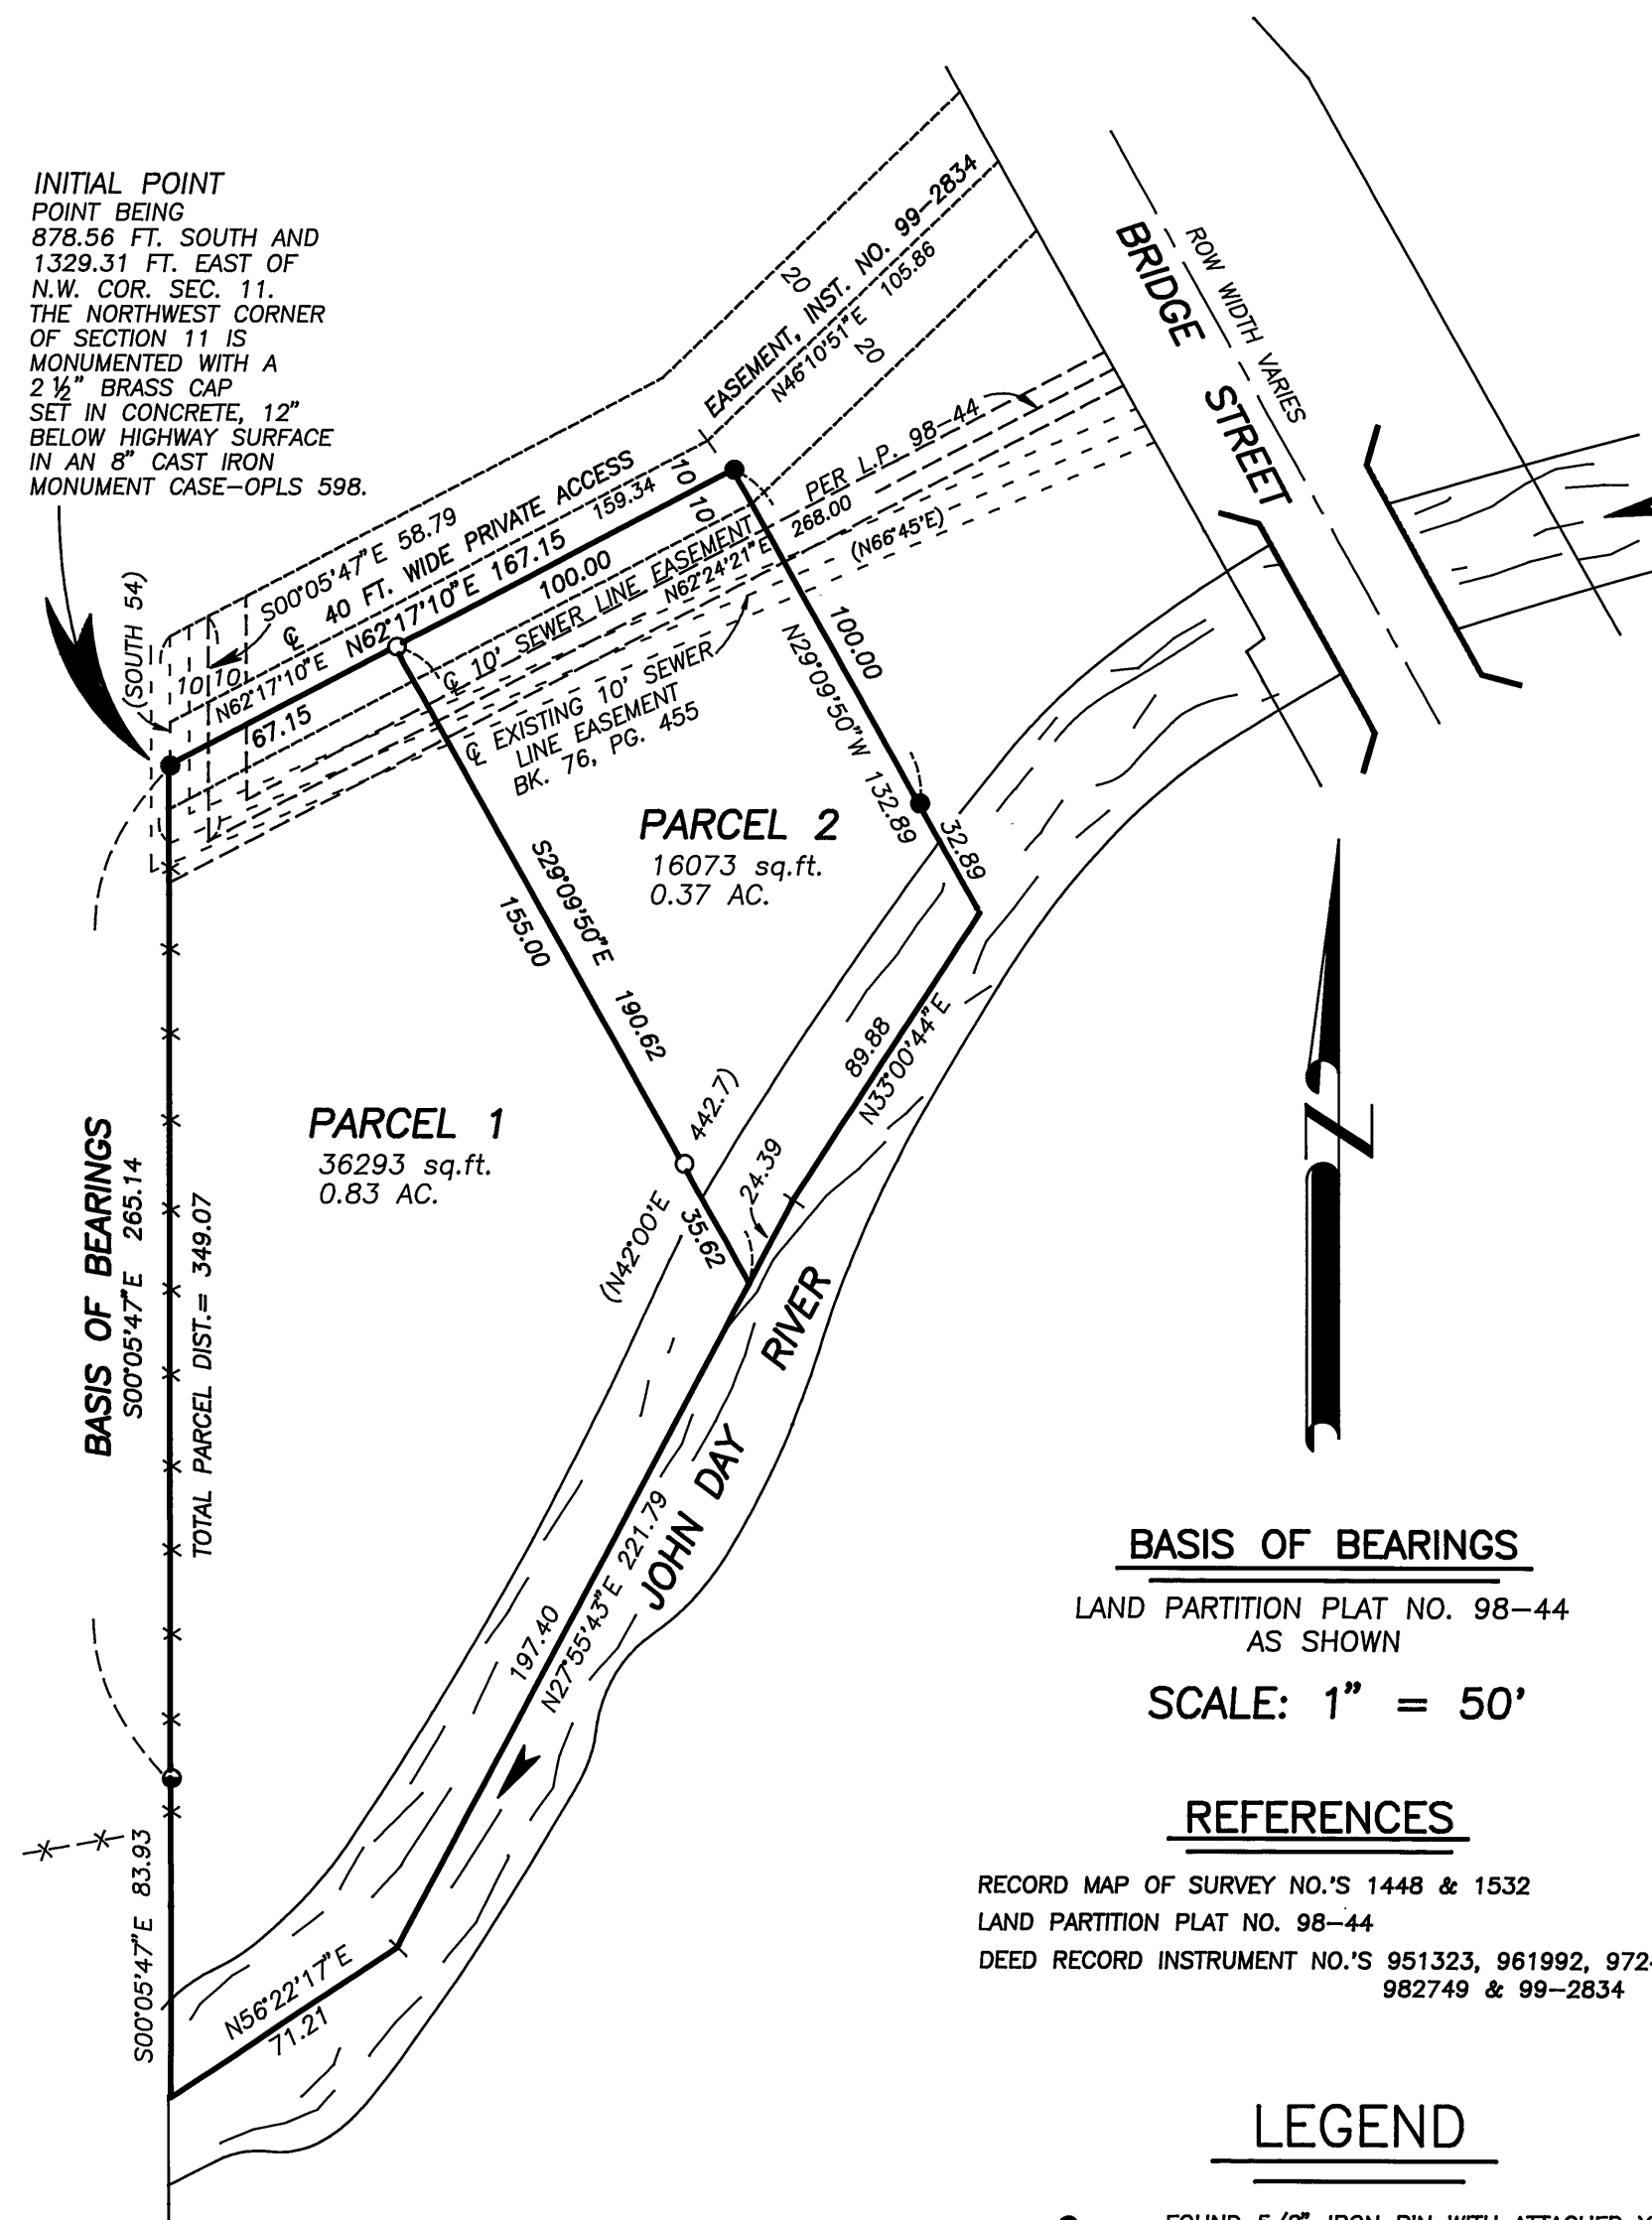 INITIAL POINT
POINT BEING
878.56 FT. SOUTH AND
1329.31 FT. EAST OF
N.W. COR. SEC. 11.
THE NORTHWEST CORNER
OF SECTION 11 IS
MONUMENTED WITH A
2 ½" BRASS CAP
SET IN CONCRETE, 12"
BELOW HIGHWAY SURFACE
IN AN 8" CAST IRON
MONUMENT CASE-OPLS 598.
(SOUTH 54)
S00°05'47"E 58.79
℄ 40 FT. WIDE PRIVATE ACCESS
EASEMENT, INST. NO. 99-2834
N46°10'51"E 105.86
20
20
N62°17'10"E
159.34
10
10
10
10
N62°17'10"E 167.15
67.15
100.00
℄ 10' SEWER LINE EASEMENT
PER L.P. 98-44
N62°24'21"E
268.00
(N66°45'E)
℄ EXISTING 10' SEWER
LINE EASEMENT
BK. 76, PG. 455
BRIDGE STREET
ROW WIDTH VARIES
100.00
N29°09'50"W 132.89
32.89
PARCEL 2
16073 sq.ft.
0.37 AC.
S29°09'50"E
155.00
190.62
35.62
(N42°00'E
442.7)
24.39
89.88
N33°00'44"E
PARCEL 1
36293 sq.ft.
0.83 AC.
BASIS OF BEARINGS
S00°05'47"E 265.14
TOTAL PARCEL DIST.= 349.07
JOHN DAY RIVER
197.40
N27°55'43"E 221.79
S00°05'47"E 83.93
N56°22'17"E
71.21
BASIS OF BEARINGS
LAND PARTITION PLAT NO. 98-44
AS SHOWN
SCALE: 1" = 50'
REFERENCES
RECORD MAP OF SURVEY NO.'S 1448 & 1532
LAND PARTITION PLAT NO. 98-44
DEED RECORD INSTRUMENT NO.'S 951323, 961992, 972
982749 & 99-2834
LEGEND
FOUND 5/8" IRON PIN WITH ATTACHED